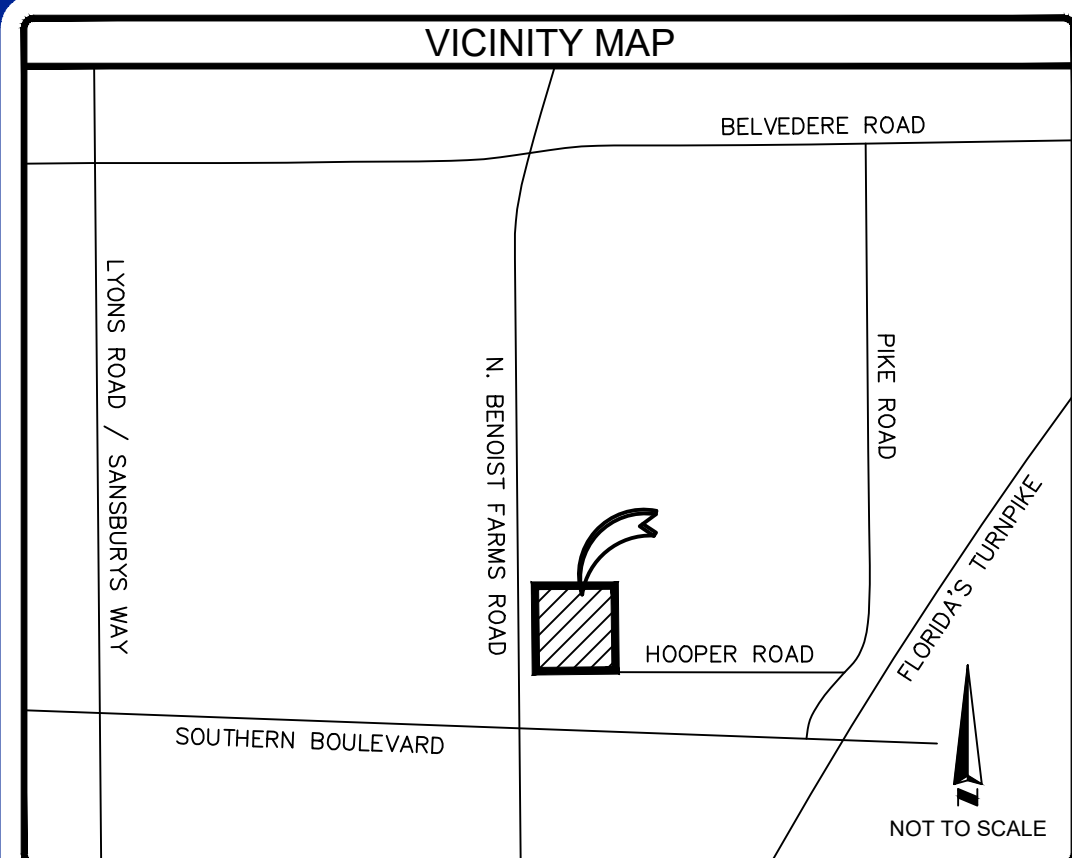 VICINITY MAP
BELVEDERE ROAD
LYONS ROAD / SANSBURYS WAY
N. BENOIST FARMS ROAD
PIKE ROAD
FLORIDA'S TURNPIKE
HOOPER ROAD
SOUTHERN BOULEVARD
N
NOT TO SCALE